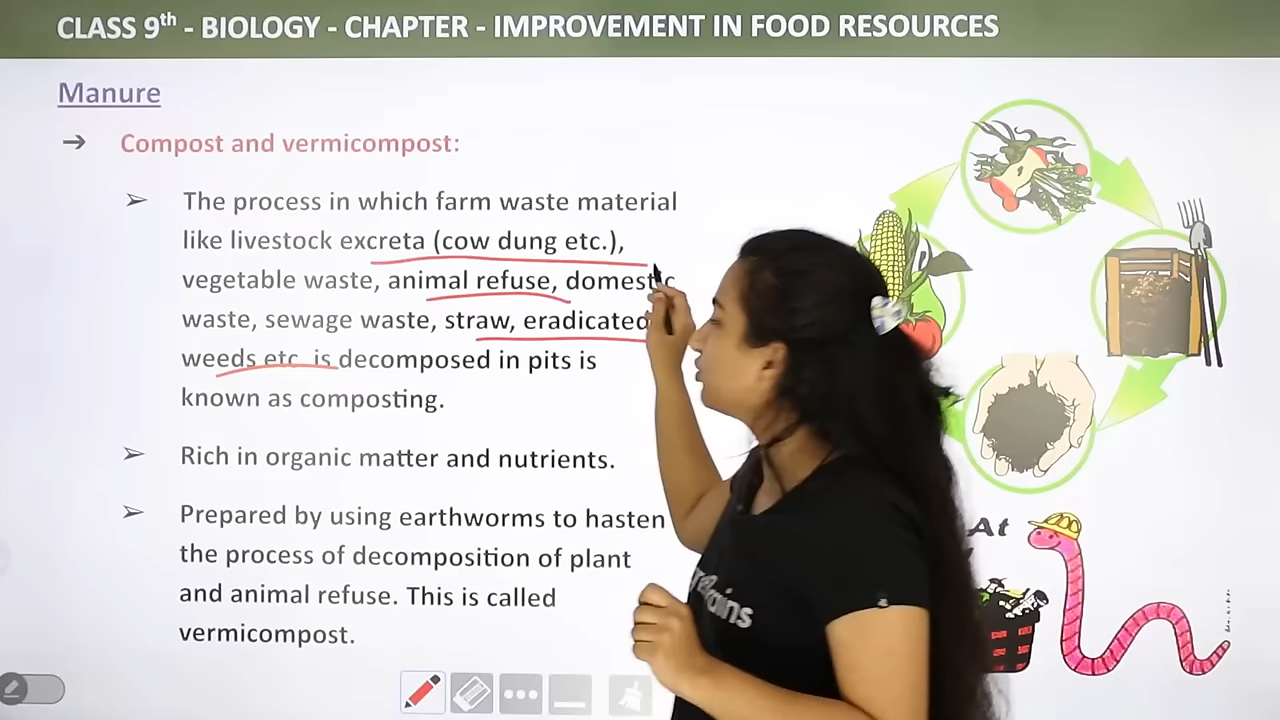 CLASS 9th - BIOLOGY - CHAPTER - IMPROVEMENT IN FOOD RESOURCES
Manure
➔ Compost and vermicompost:
➢ The process in which farm waste material
like livestock excreta (cow dung etc.),
vegetable waste, animal refuse, domestic
waste, sewage waste, straw, eradicated
weeds etc. is decomposed in pits is
known as composting.
➢ Rich in organic matter and nutrients.
➢ Prepared by using earthworms to hasten
the process of decomposition of plant
and animal refuse. This is called
vermicompost.
At